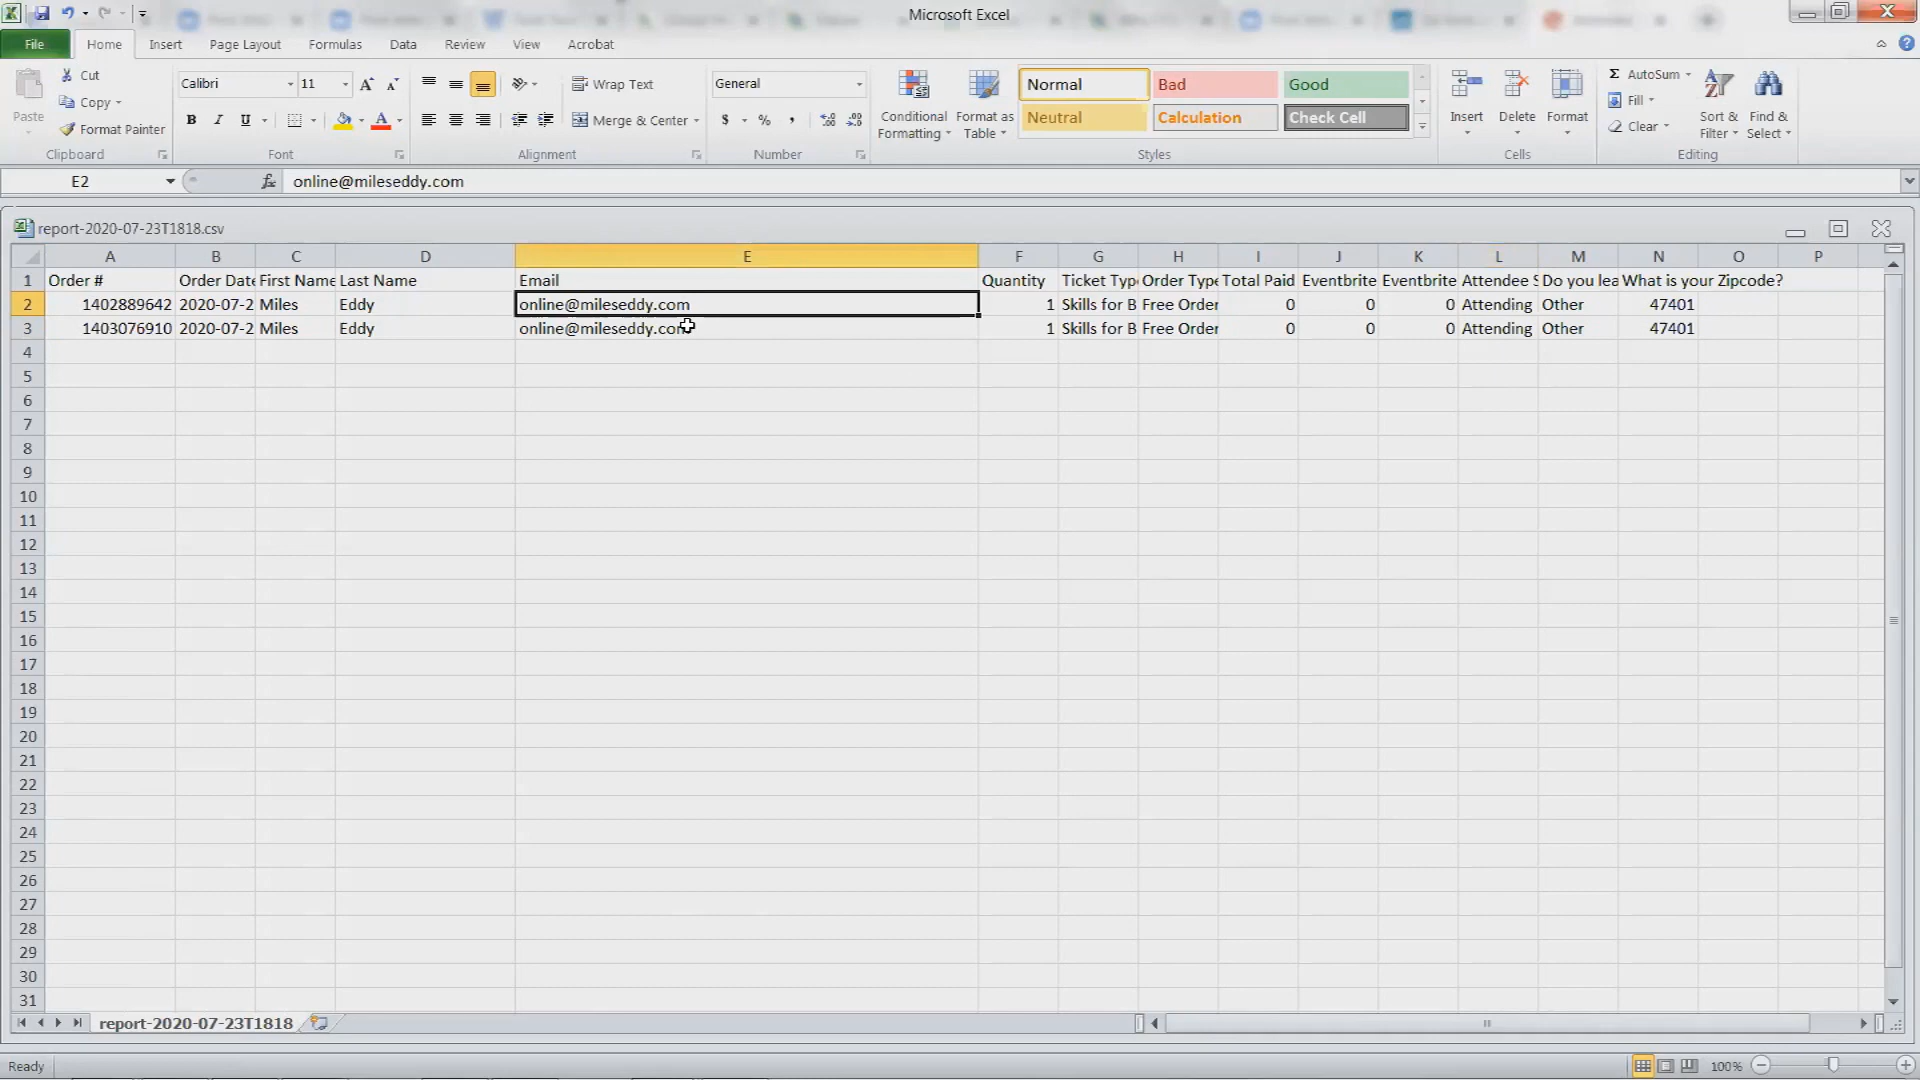 Microsoft Excel
File Home Insert Page Layout Formulas Data Review View Acrobat
Cut
Copy
Format Painter
Paste
Calibri 11
B I U
Wrap Text
Merge & Center
General
$ % ,
Conditional Formatting
Format as Table
Normal Bad Good
Neutral Calculation Check Cell
Insert Delete Format
Σ AutoSum
Fill
Clear
Sort & Filter
Find & Select
Clipboard Font Alignment Number Styles Cells Editing
E2 fx online@mileseddy.com
report-2020-07-23T1818.csv
A B C D E F G H I J K L M N O P
1 Order # Order Date First Name Last Name Email Quantity Ticket Typ Order Type Total Paid Eventbrite Eventbrite Attendee S Do you lea What is your Zipcode?
2 1402889642 2020-07-2 Miles Eddy online@mileseddy.com 1 Skills for B Free Order 0 0 0 Attending Other 47401
3 1403076910 2020-07-2 Miles Eddy online@mileseddy.com 1 Skills for B Free Order 0 0 0 Attending Other 47401
4
5
6
7
8
9
10
11
12
13
14
15
16
17
18
19
20
21
22
23
24
25
26
27
28
29
30
31
report-2020-07-23T1818
Ready 100%